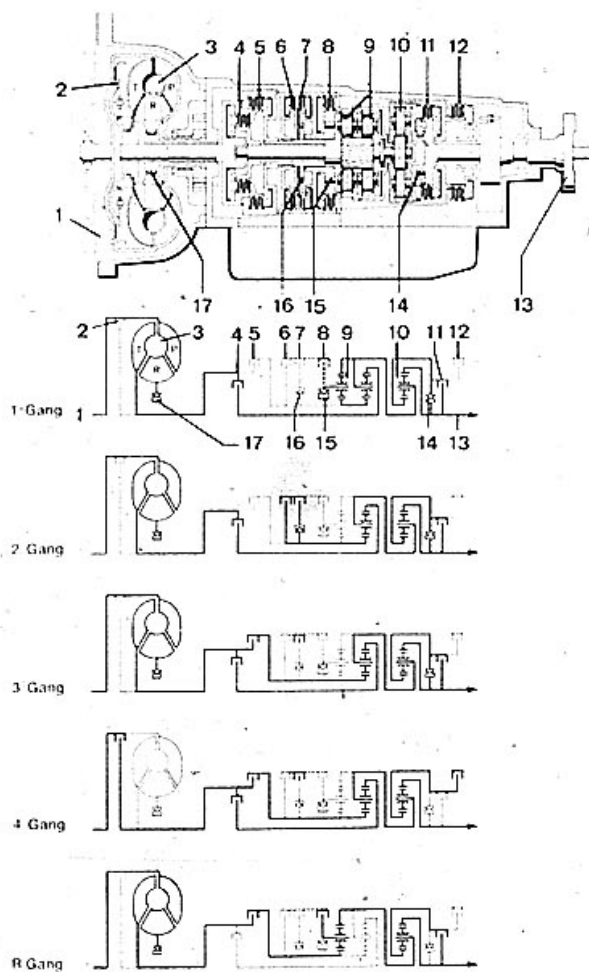 3 4 5 6 7 8 9 10 11 12
2
T P
R
1
17 16 15 14 13
2 3 4 5 6 7 8 9 10 11 12
T P
R
1-Gang 1
17 16 15 14 13
2 Gang
3 Gang
4 Gang
R Gang